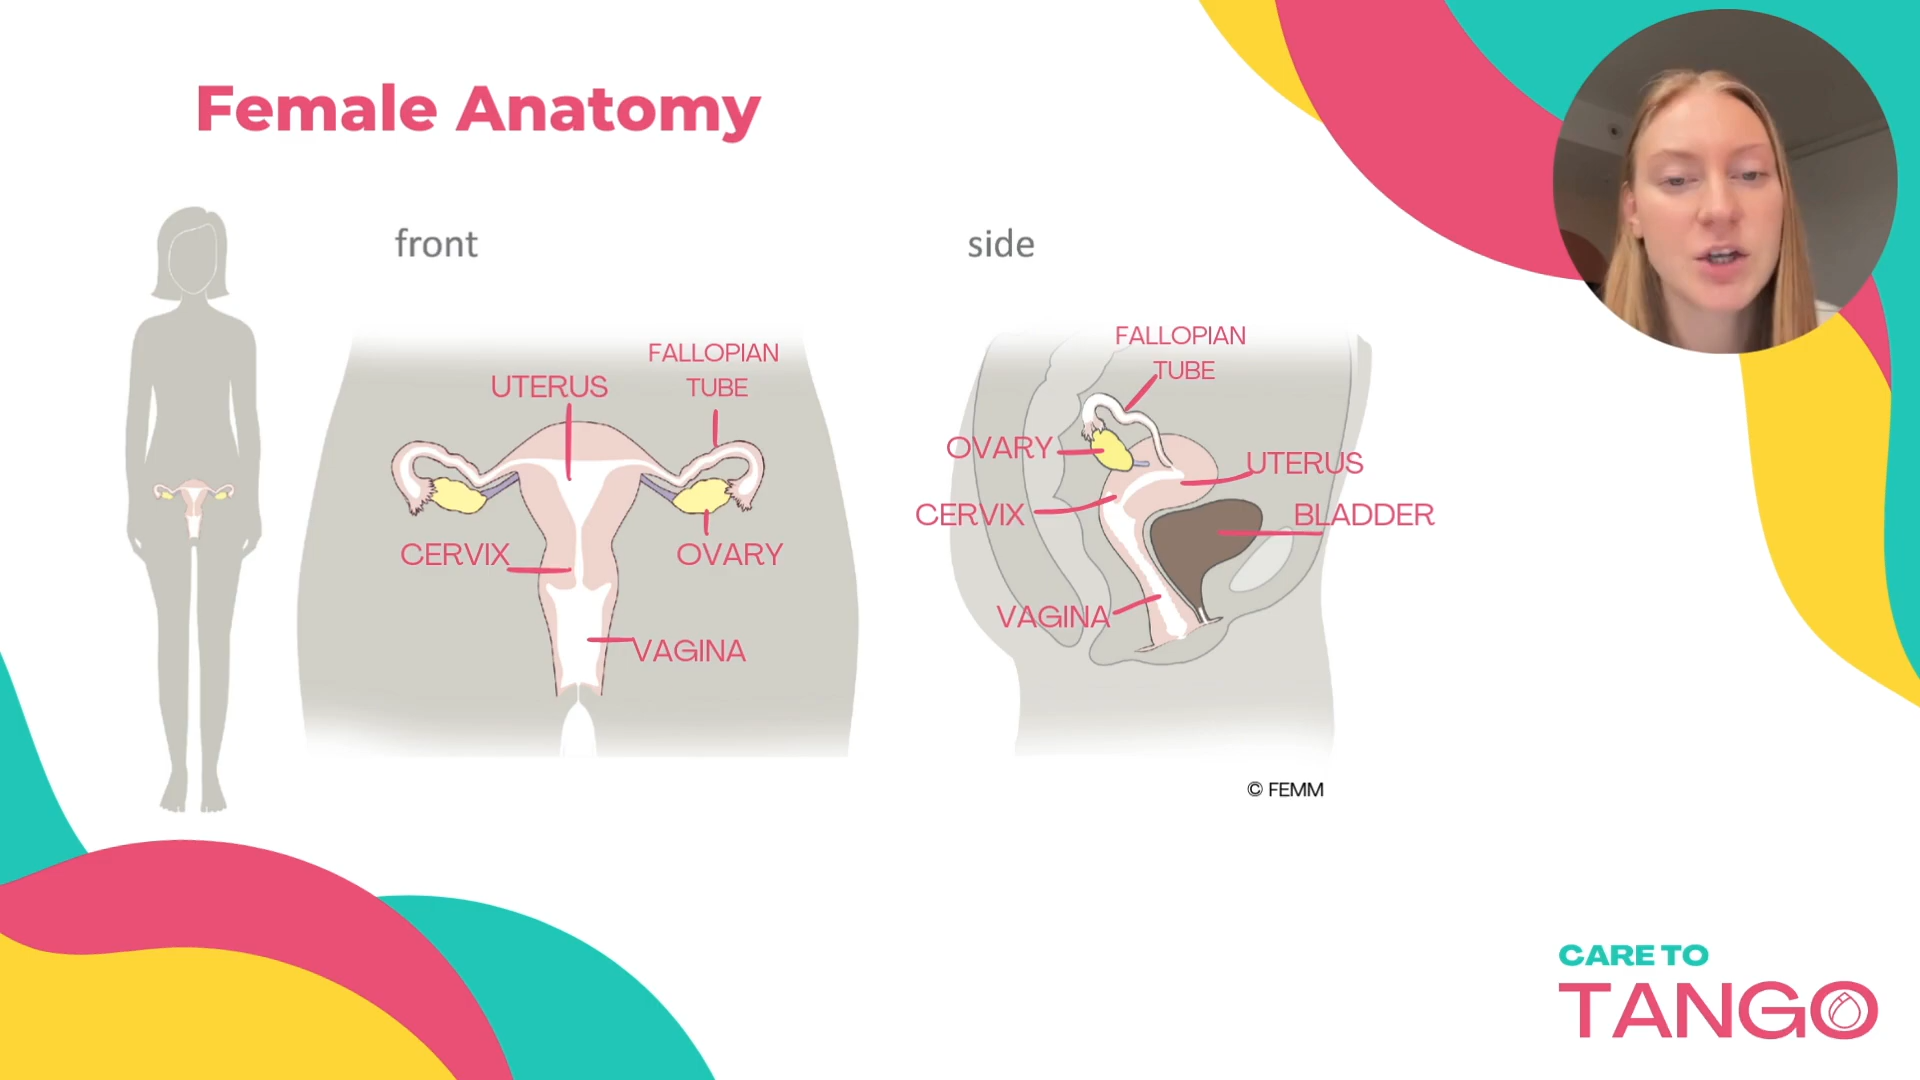 Female Anatomy
front
side
FALLOPIAN
TUBE
UTERUS
CERVIX
OVARY
VAGINA
FALLOPIAN
TUBE
OVARY
UTERUS
CERVIX
BLADDER
VAGINA
© FEMM
CARE TO
TANGO